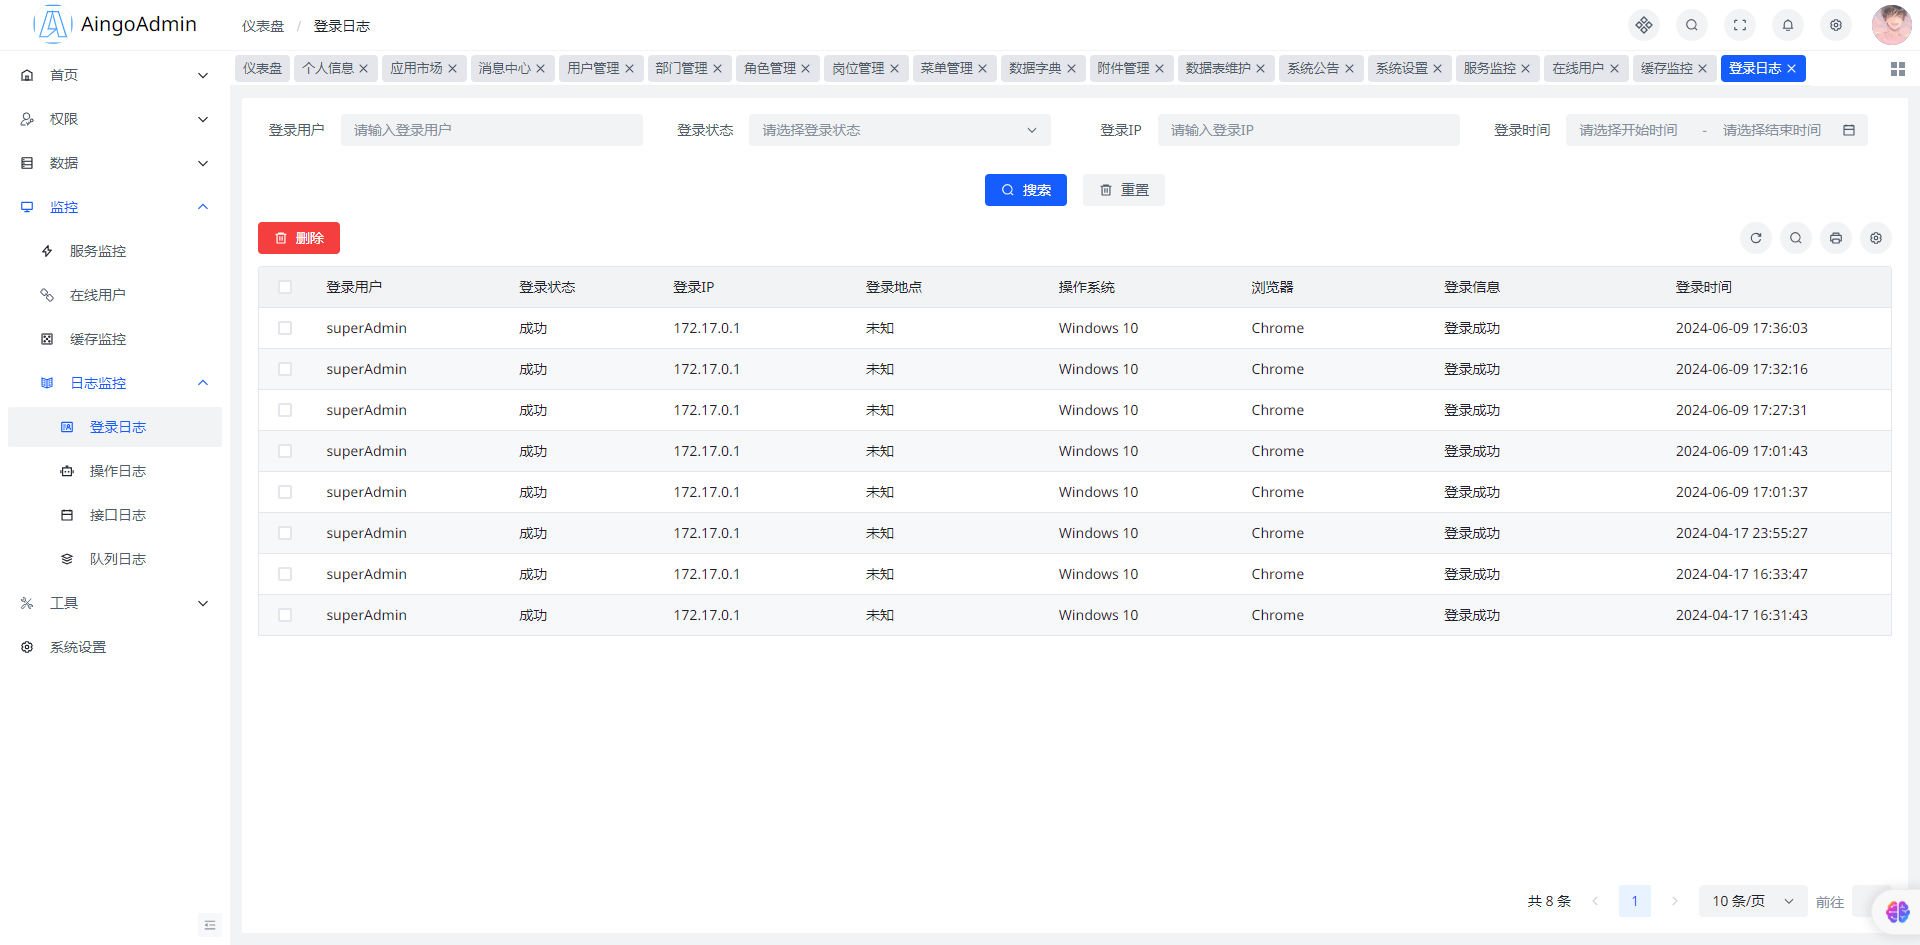 AingoAdmin
仪表盘 / 登录日志
首页
权限
数据
监控
服务监控
在线用户
缓存监控
日志监控
登录日志
操作日志
接口日志
队列日志
工具
系统设置
仪表盘 个人信息 应用市场 消息中心 用户管理 部门管理 角色管理 岗位管理 菜单管理 数据字典 附件管理 数据表维护 系统公告 系统设置 服务监控 在线用户 缓存监控 登录日志
登录用户 请输入登录用户 登录状态 请选择登录状态 登录IP 请输入登录IP 登录时间 请选择开始时间 - 请选择结束时间
搜索 重置
删除
登录用户 登录状态 登录IP 登录地点 操作系统 浏览器 登录信息 登录时间
superAdmin 成功 172.17.0.1 未知 Windows 10 Chrome 登录成功 2024-06-09 17:36:03
superAdmin 成功 172.17.0.1 未知 Windows 10 Chrome 登录成功 2024-06-09 17:32:16
superAdmin 成功 172.17.0.1 未知 Windows 10 Chrome 登录成功 2024-06-09 17:27:31
superAdmin 成功 172.17.0.1 未知 Windows 10 Chrome 登录成功 2024-06-09 17:01:43
superAdmin 成功 172.17.0.1 未知 Windows 10 Chrome 登录成功 2024-06-09 17:01:37
superAdmin 成功 172.17.0.1 未知 Windows 10 Chrome 登录成功 2024-04-17 23:55:27
superAdmin 成功 172.17.0.1 未知 Windows 10 Chrome 登录成功 2024-04-17 16:33:47
superAdmin 成功 172.17.0.1 未知 Windows 10 Chrome 登录成功 2024-04-17 16:31:43
共 8 条 1 10 条/页 前往